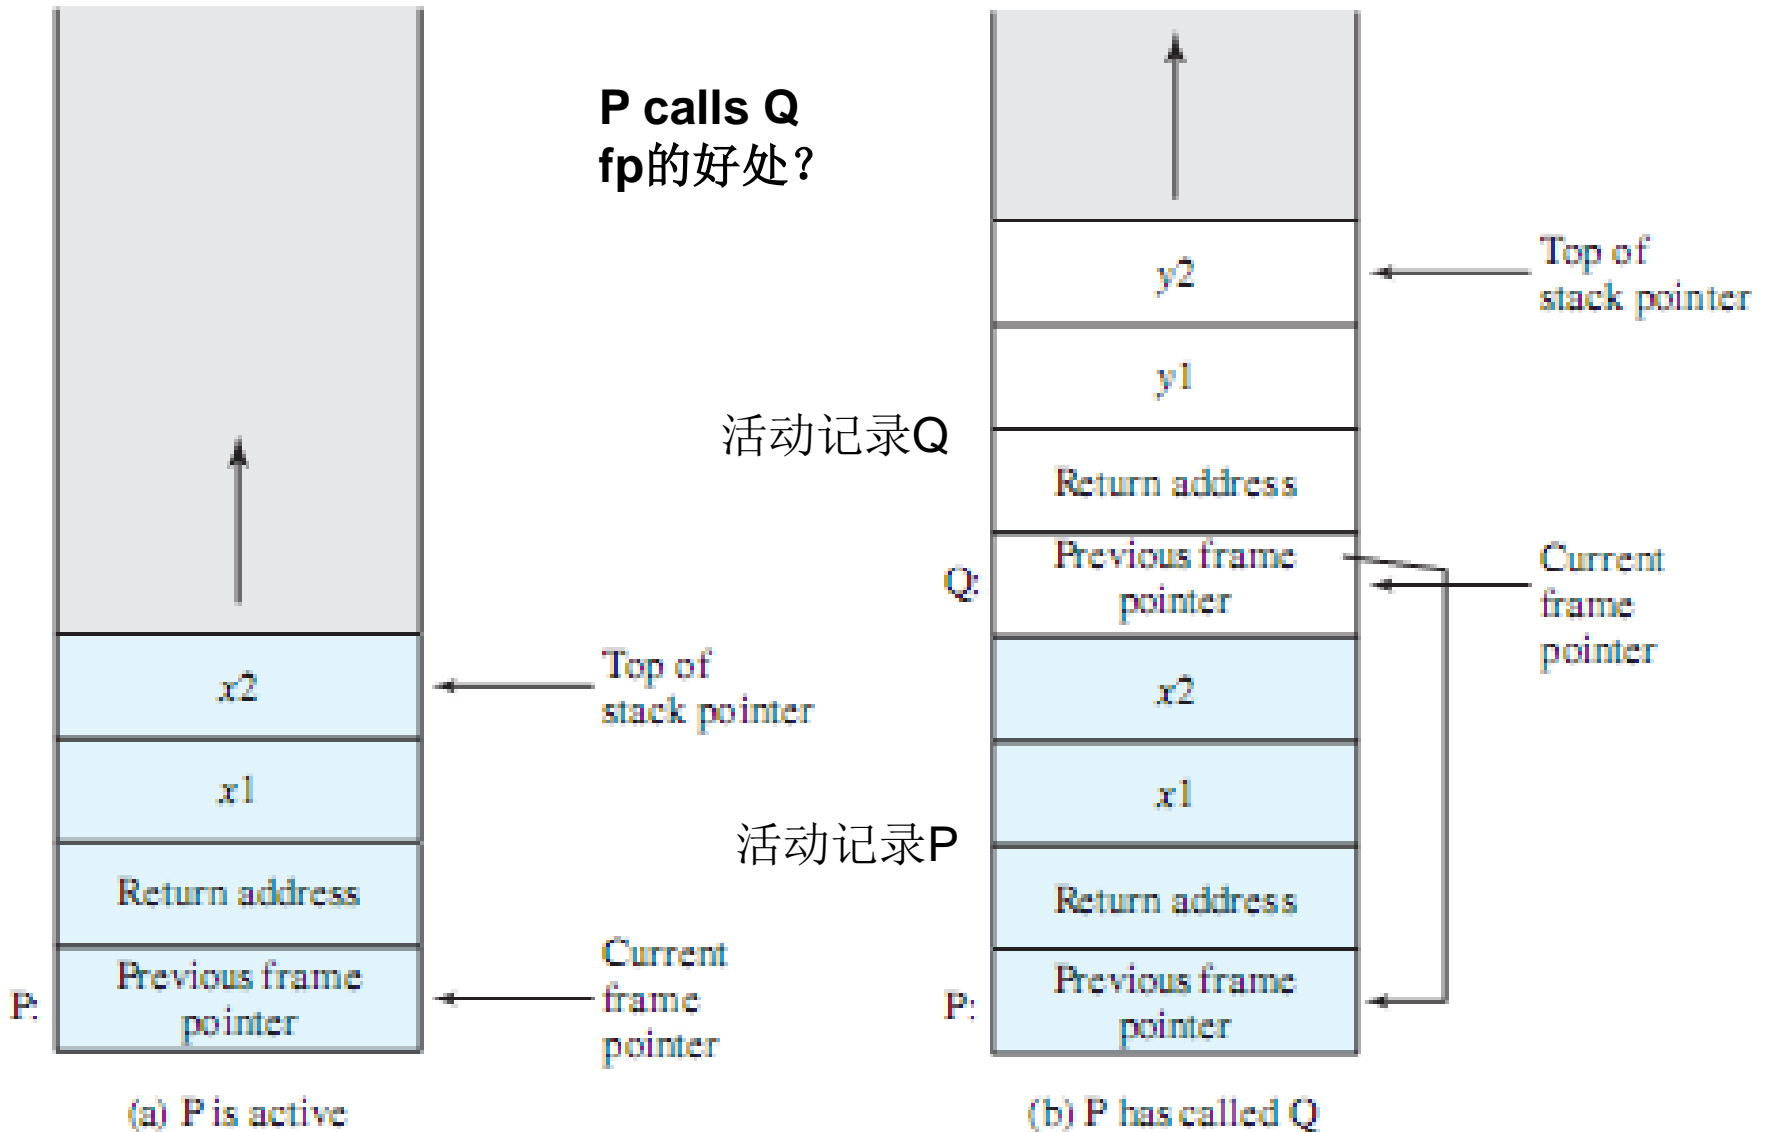 P calls Q
fp的好处？
x2
x1
Return address
Previous frame
pointer
P:
Top of
stack pointer
Current
frame
pointer
(a) P is active
活动记录Q
活动记录P
y2
y1
Return address
Previous frame
pointer
Q:
x2
x1
Return address
Previous frame
pointer
P:
Top of
stack pointer
Current
frame
pointer
(b) P has called Q